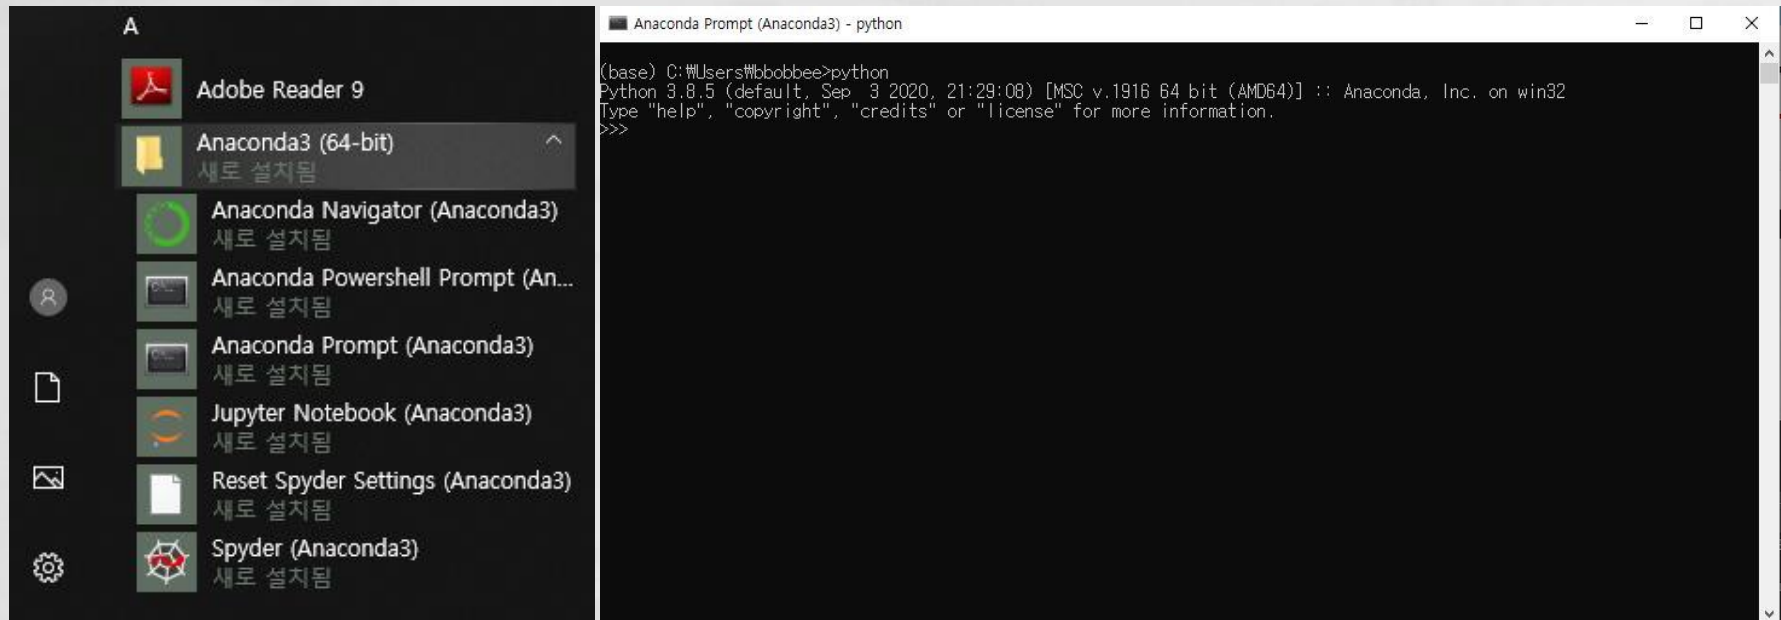 A
Adobe Reader 9
Anaconda3 (64-bit)
새로 설치됨
Anaconda Navigator (Anaconda3)
새로 설치됨
Anaconda Powershell Prompt (An...
새로 설치됨
Anaconda Prompt (Anaconda3)
새로 설치됨
Jupyter Notebook (Anaconda3)
새로 설치됨
Reset Spyder Settings (Anaconda3)
새로 설치됨
Spyder (Anaconda3)
새로 설치됨
Anaconda Prompt (Anaconda3) - python
(base) C:₩Users₩bbobbee>python
Python 3.8.5 (default, Sep  3 2020, 21:29:08) [MSC v.1916 64 bit (AMD64)] :: Anaconda, Inc. on win32
Type "help", "copyright", "credits" or "license" for more information.
>>>